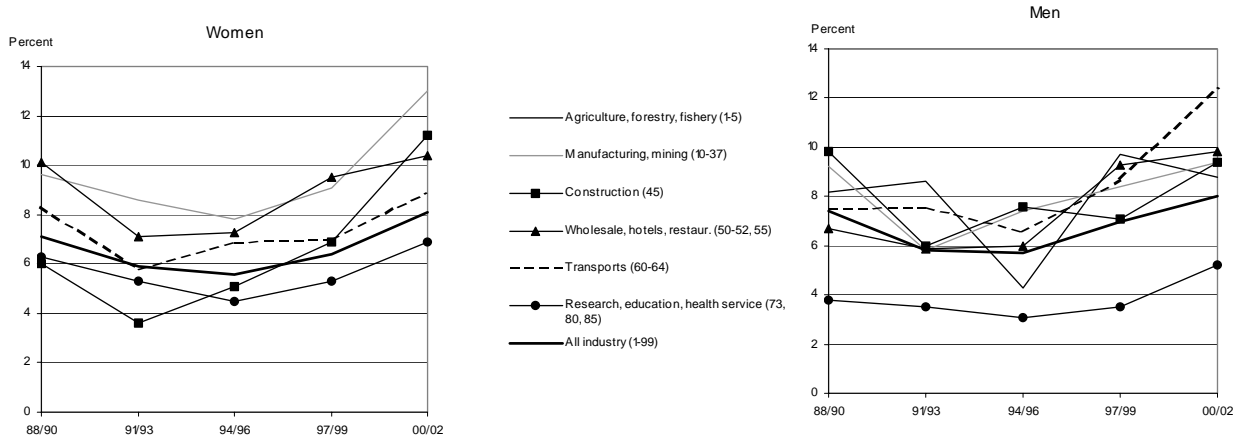 Women
Percent
14
12
10
8
6
4
2
0
88/90 91/93 94/96 97/99 00/02
Agriculture, forestry, fishery (1-5)
Manufacturing, mining (10-37)
Construction (45)
Wholesale, hotels, restaur. (50-52, 55)
Transports (60-64)
Research, education, health service (73,
80, 85)
All industry (1-99)
Men
Percent
14
12
10
8
6
4
2
0
88/90 91/93 94/96 97/99 00/02